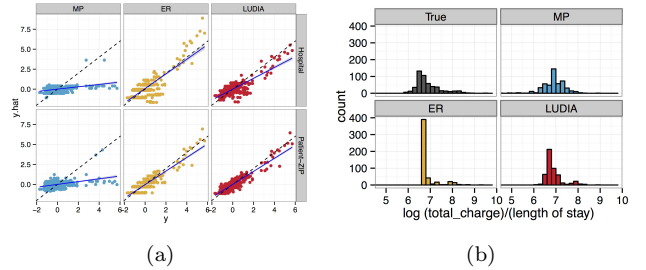 MP ER LUDIA
7.5
5.0
2.5
0.0
Hospital
7.5
5.0
2.5
0.0
Patient-ZIP
y.hat
-2 0 2 4 6 -2 0 2 4 6 -2 0 2 4 6
y
(a)
True MP
400
300
200
100
0
ER LUDIA
400
300
200
100
0
count
5 6 7 8 9 10 5 6 7 8 9 10
log (total_charge)/(length of stay)
(b)